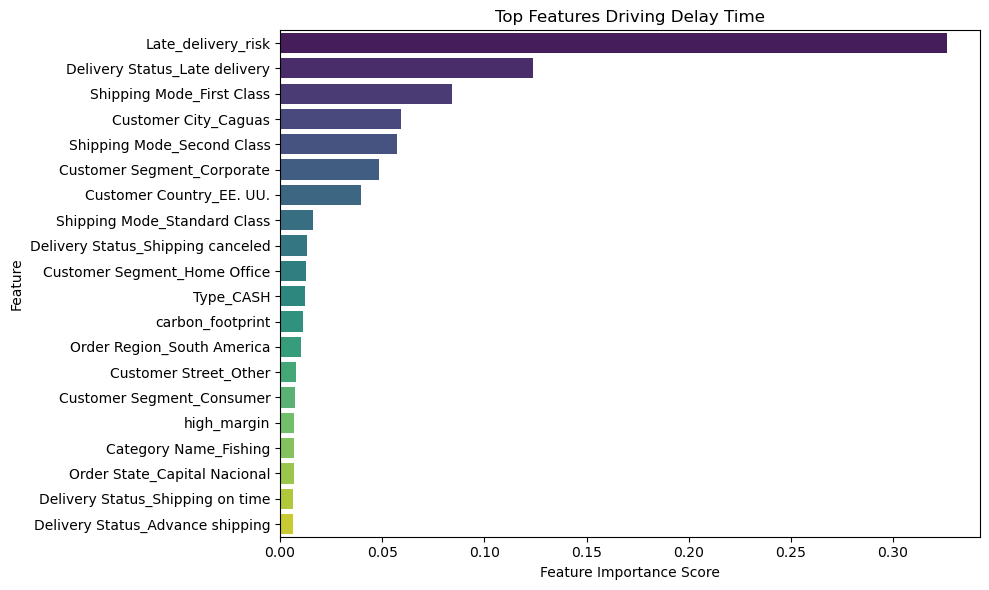 Top Features Driving Delay Time
Feature
Late_delivery_risk
Delivery Status_Late delivery
Shipping Mode_First Class
Customer City_Caguas
Shipping Mode_Second Class
Customer Segment_Corporate
Customer Country_EE. UU.
Shipping Mode_Standard Class
Delivery Status_Shipping canceled
Customer Segment_Home Office
Type_CASH
carbon_footprint
Order Region_South America
Customer Street_Other
Customer Segment_Consumer
high_margin
Category Name_Fishing
Order State_Capital Nacional
Delivery Status_Shipping on time
Delivery Status_Advance shipping
0.00 0.05 0.10 0.15 0.20 0.25 0.30
Feature Importance Score